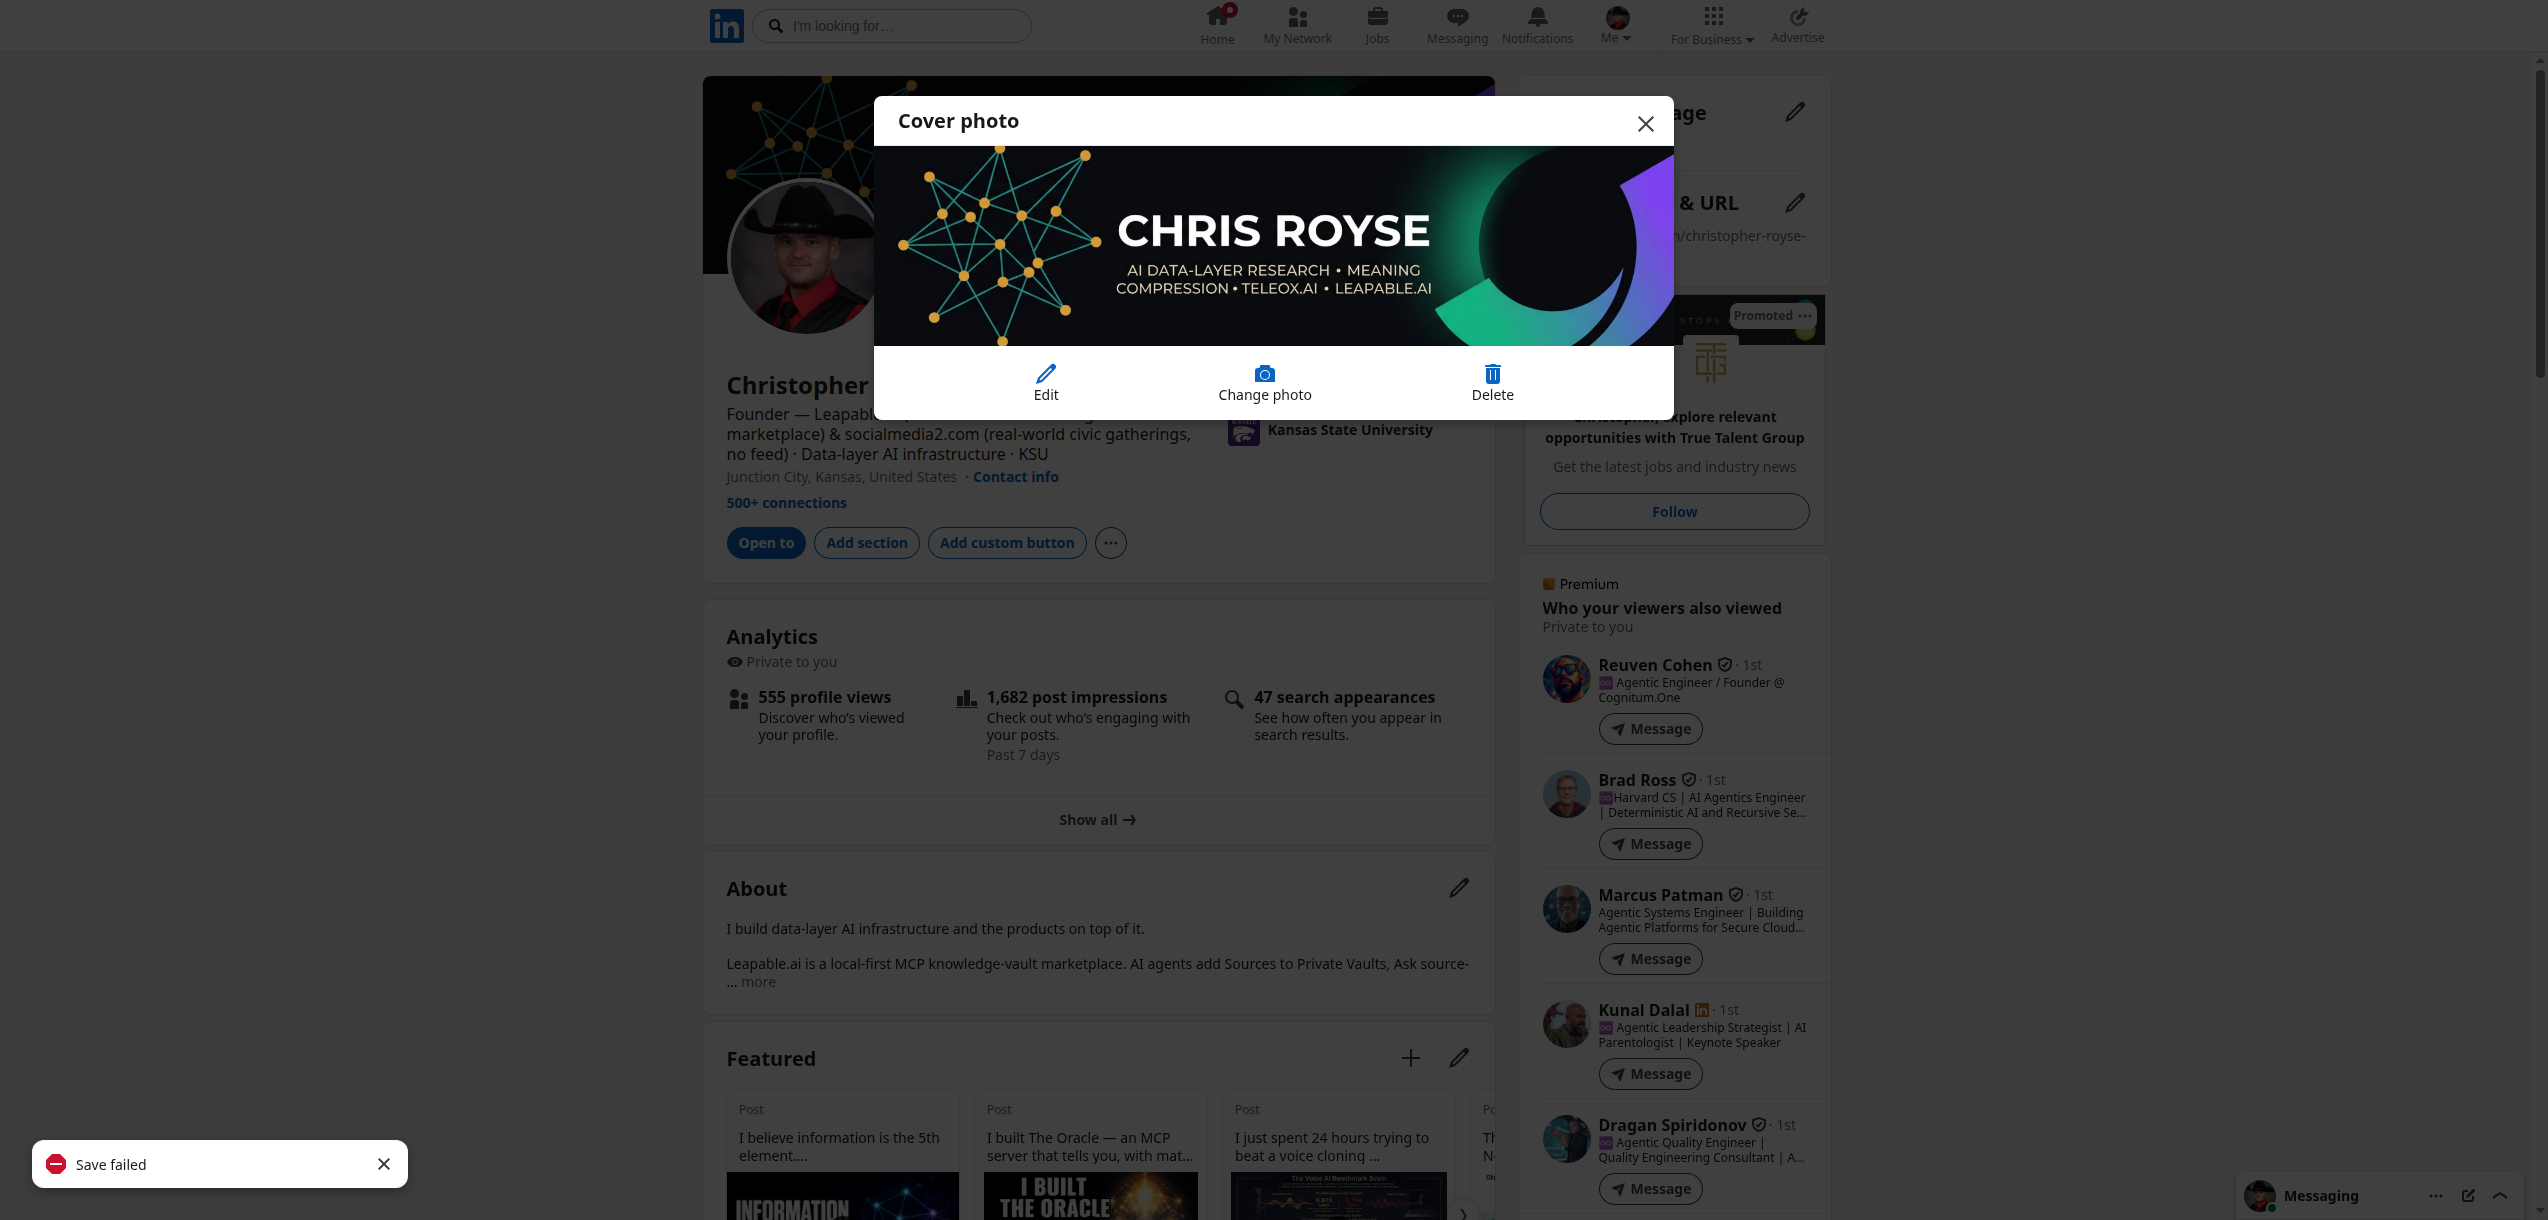 in
I'm looking for...
Home
My Network
Jobs
Messaging
Notifications
Me
For Business
Advertise
Cover photo
CHRIS ROYSE
AI DATA-LAYER RESEARCH • MEANING
COMPRESSION • TELEOX.AI • LEAPABLE.AI
Edit
Change photo
Delete
age
& URL
/christopher-royse-
STOPS
Promoted
Christopher
Founder — Leapabl
marketplace) & socialmedia2.com (real-world civic gatherings,
no feed) · Data-layer AI infrastructure · KSU
Junction City, Kansas, United States · Contact info
500+ connections
Kansas State University
Open to
Add section
Add custom button
explore relevant
opportunities with True Talent Group
Get the latest jobs and industry news
Follow
Analytics
Private to you
555 profile views
Discover who's viewed
your profile.
1,682 post impressions
Check out who's engaging with
your posts.
Past 7 days
47 search appearances
See how often you appear in
search results.
Show all →
About
I build data-layer AI infrastructure and the products on top of it.
Leapable.ai is a local-first MCP knowledge-vault marketplace. AI agents add Sources to Private Vaults, Ask source-
... more
Featured
Post
I believe information is the 5th
element....
INFORMATION
Post
I built The Oracle — an MCP
server that tells you, with mat...
I BUILT
THE ORACLE
Post
I just spent 24 hours trying to
beat a voice cloning ...
The Voice AI Benchmark Scam
Premium
Who your viewers also viewed
Private to you
Reuven Cohen · 1st
Agentic Engineer / Founder @
Cognitum.One
Message
Brad Ross · 1st
Harvard CS | AI Agentics Engineer
| Deterministic AI and Recursive Se...
Message
Marcus Patman · 1st
Agentic Systems Engineer | Building
Agentic Platforms for Secure Cloud...
Message
Kunal Dalal in · 1st
Agentic Leadership Strategist | AI
Parentologist | Keynote Speaker
Message
Dragan Spiridonov · 1st
Agentic Quality Engineer |
Quality Engineering Consultant | A...
Message
Save failed
Messaging